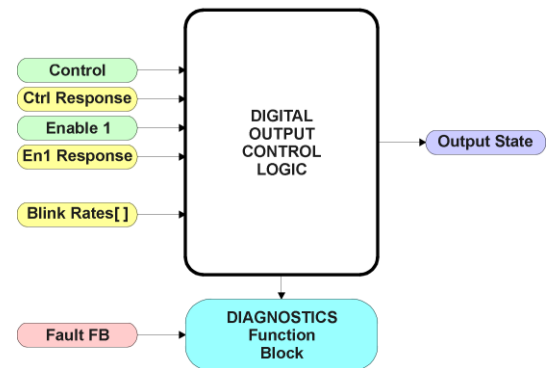 Control
Ctrl Response
Enable 1
En1 Response
Blink Rates[ ]
DIGITAL
OUTPUT
CONTROL
LOGIC
Output State
Fault FB
DIAGNOSTICS
Function
Block